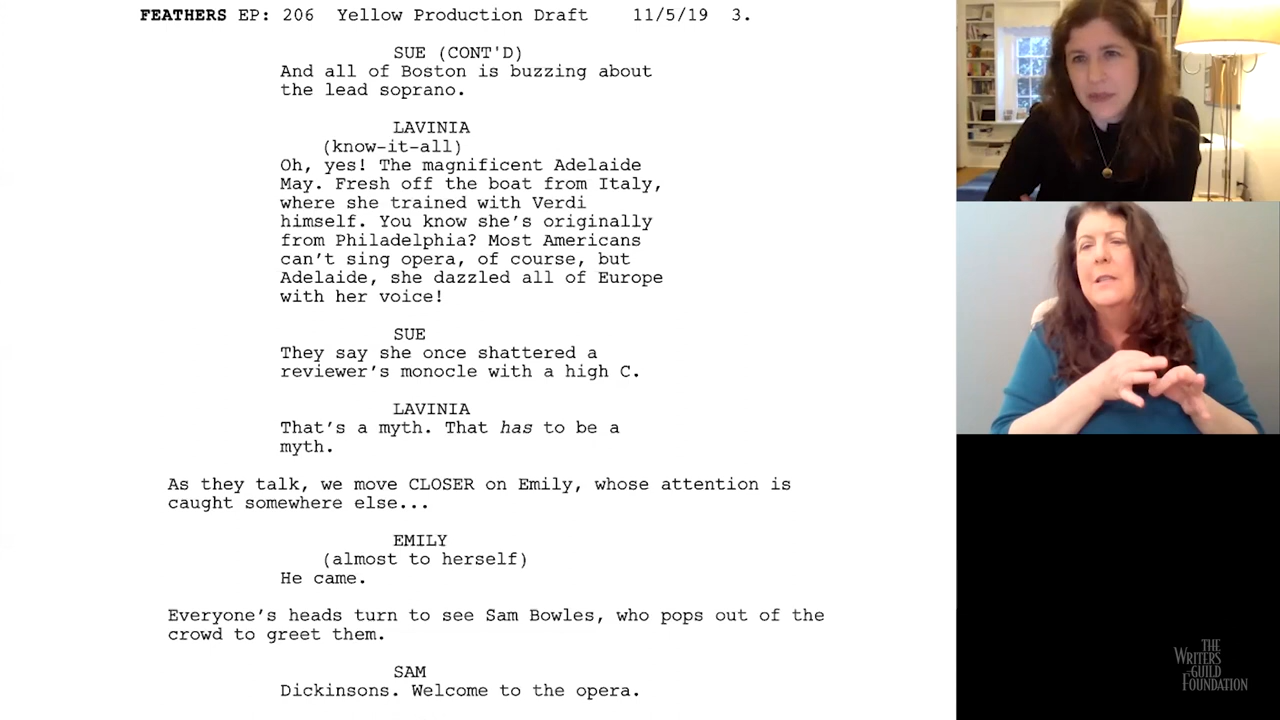 FEATHERS EP: 206 Yellow Production Draft 11/5/19 3.
SUE (CONT'D)
And all of Boston is buzzing about
the lead soprano.
LAVINIA
(know-it-all)
Oh, yes! The magnificent Adelaide
May. Fresh off the boat from Italy,
where she trained with Verdi
himself. You know she's originally
from Philadelphia? Most Americans
can't sing opera, of course, but
Adelaide, she dazzled all of Europe
with her voice!
SUE
They say she once shattered a
reviewer's monocle with a high C.
LAVINIA
That's a myth. That has to be a
myth.
As they talk, we move CLOSER on Emily, whose attention is
caught somewhere else...
EMILY
(almost to herself)
He came.
Everyone's heads turn to see Sam Bowles, who pops out of the
crowd to greet them.
SAM
Dickinsons. Welcome to the opera.
THE
WRITERS
GUILD
FOUNDATION